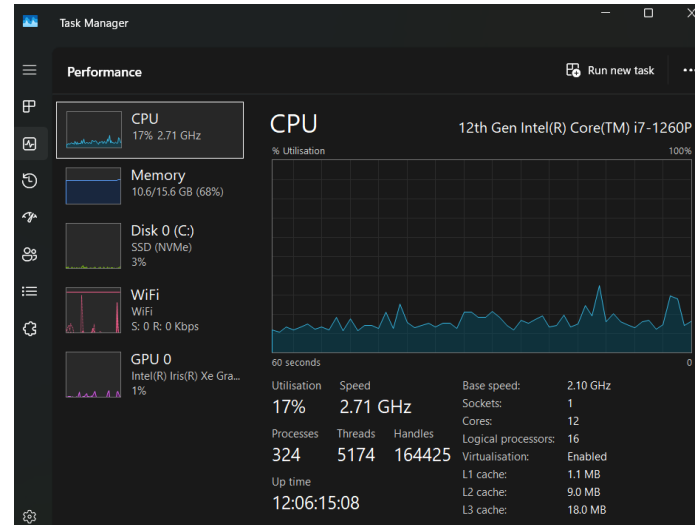 Task Manager
Performance
Run new task
CPU
17% 2.71 GHz
Memory
10.6/15.6 GB (68%)
Disk 0 (C:)
SSD (NVMe)
3%
WiFi
WiFi
S: 0 R: 0 Kbps
GPU 0
Intel(R) Iris(R) Xe Gra...
1%
CPU
12th Gen Intel(R) Core(TM) i7-1260P
% Utilisation
100%
60 seconds
0
Utilisation
Speed
17%
2.71 GHz
Processes
Threads
Handles
324
5174
164425
Up time
12:06:15:08
Base speed:
2.10 GHz
Sockets:
1
Cores:
12
Logical processors:
16
Virtualisation:
Enabled
L1 cache:
1.1 MB
L2 cache:
9.0 MB
L3 cache:
18.0 MB